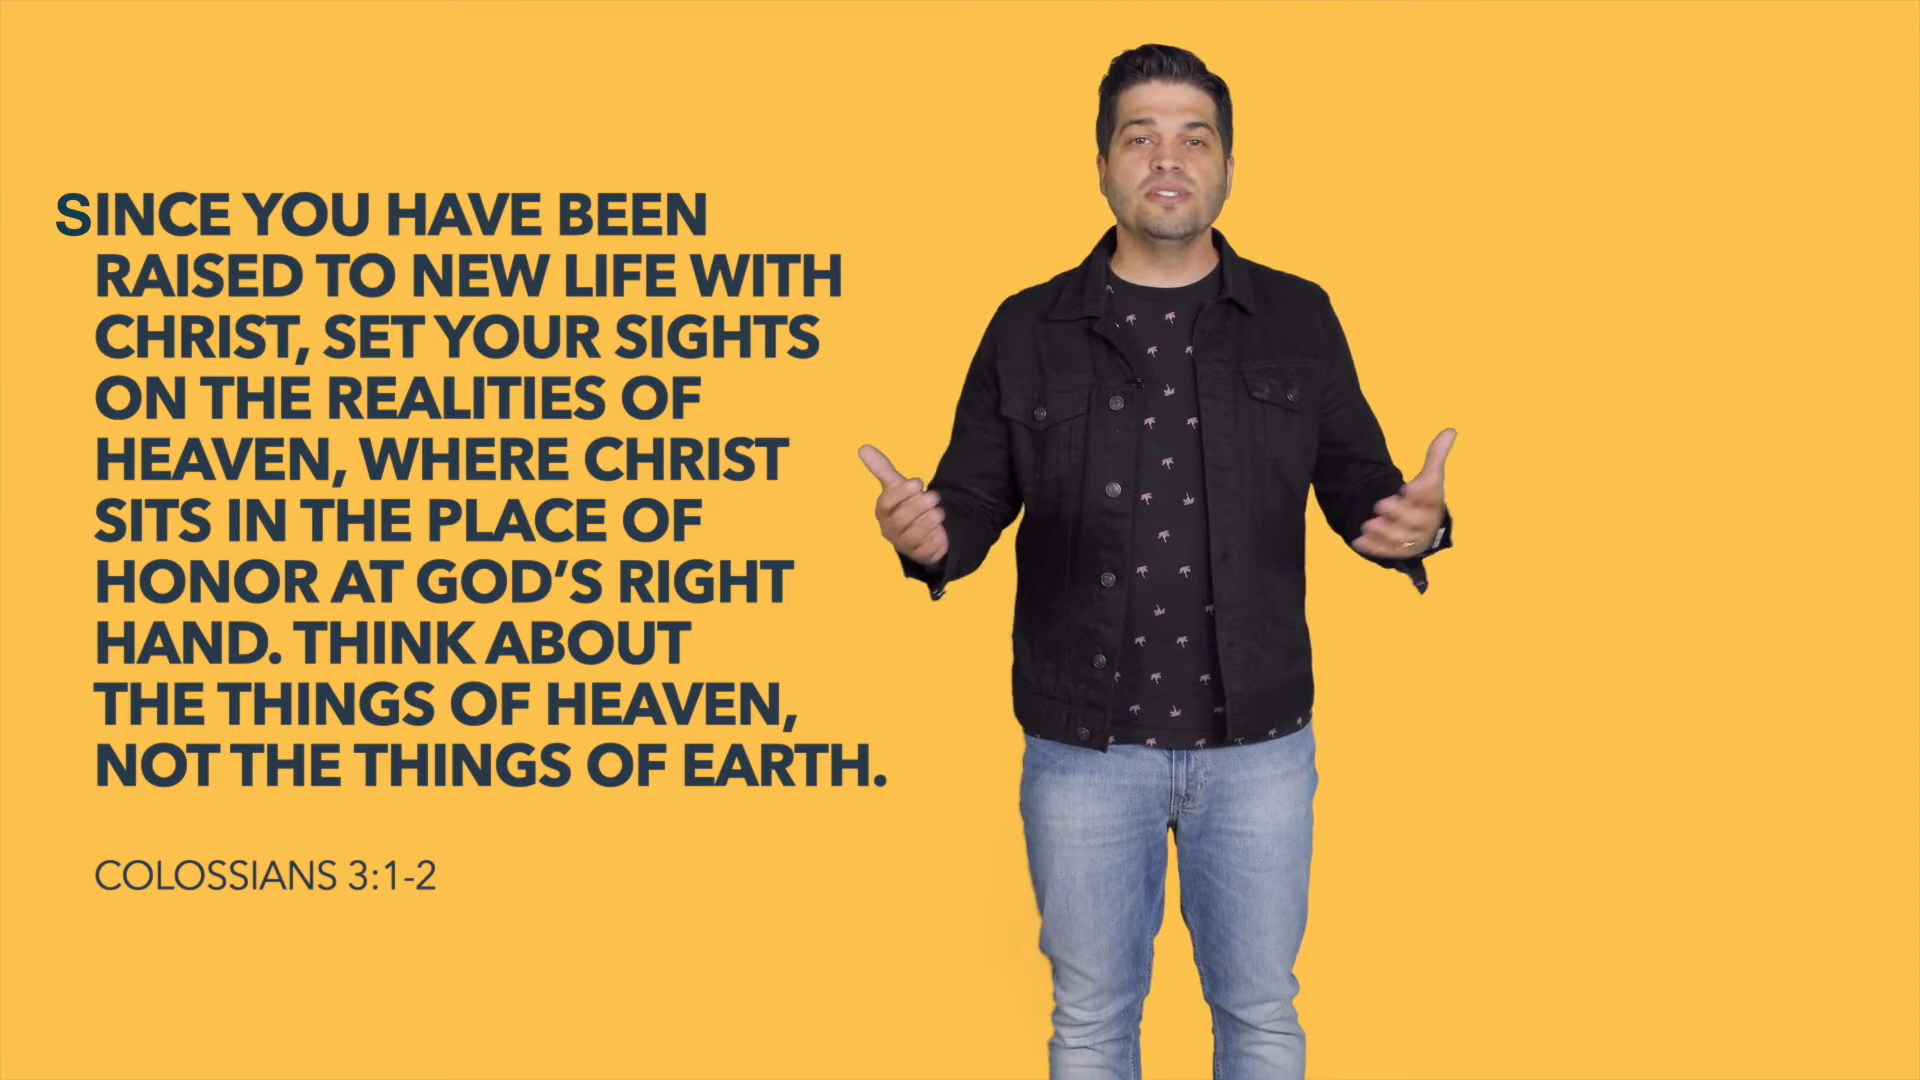 SINCE YOU HAVE BEEN
RAISED TO NEW LIFE WITH
CHRIST, SET YOUR SIGHTS
ON THE REALITIES OF
HEAVEN, WHERE CHRIST
SITS IN THE PLACE OF
HONOR AT GOD’S RIGHT
HAND. THINK ABOUT
THE THINGS OF HEAVEN,
NOT THE THINGS OF EARTH.
COLOSSIANS 3:1-2